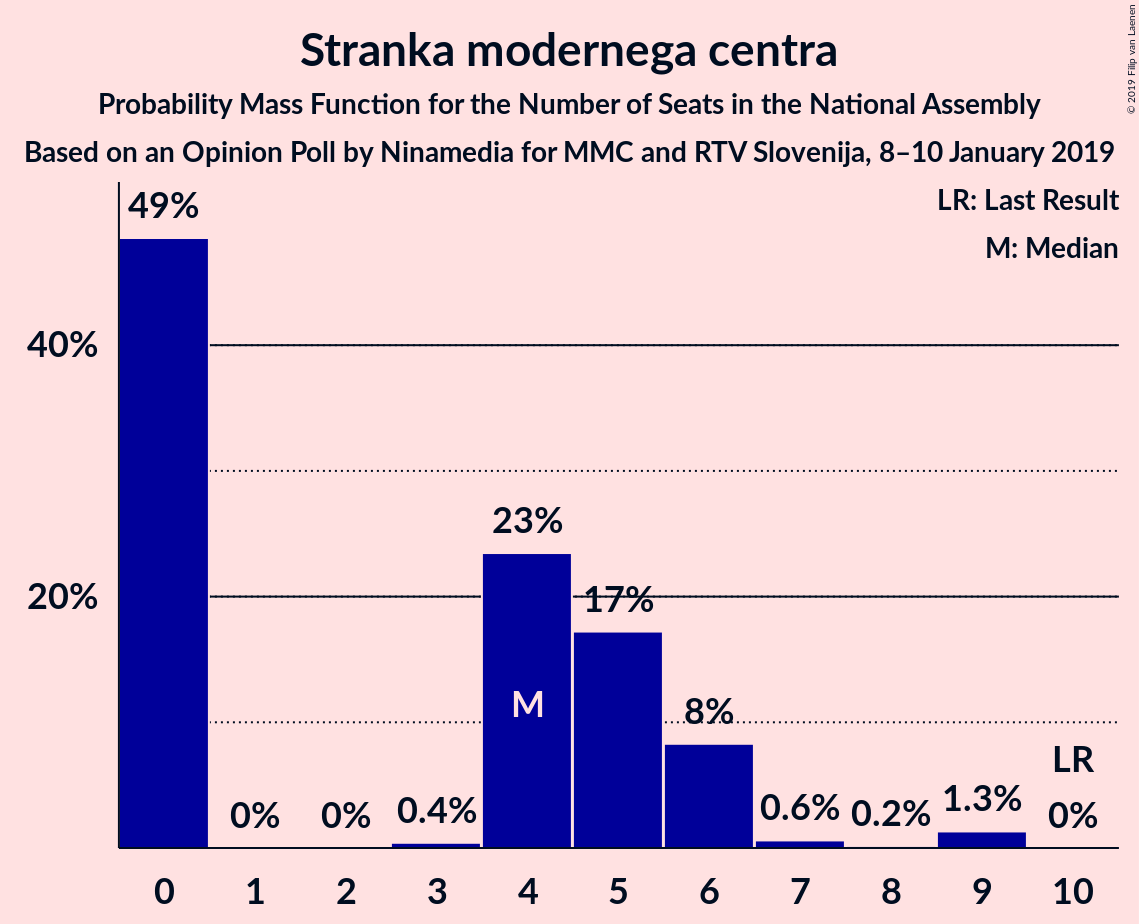 Stranka modernega centra
Probability Mass Function for the Number of Seats in the National Assembly
Based on an Opinion Poll by Ninamedia for MMC and RTV Slovenija, 8–10 January 2019
© 2019 Filip van Laenen
LR: Last Result
M: Median
49%
40%
23%
20%
17%
M
8%
LR
0%
0%
0.4%
0.6%
0.2%
1.3%
0%
0 1 2 3 4 5 6 7 8 9 10